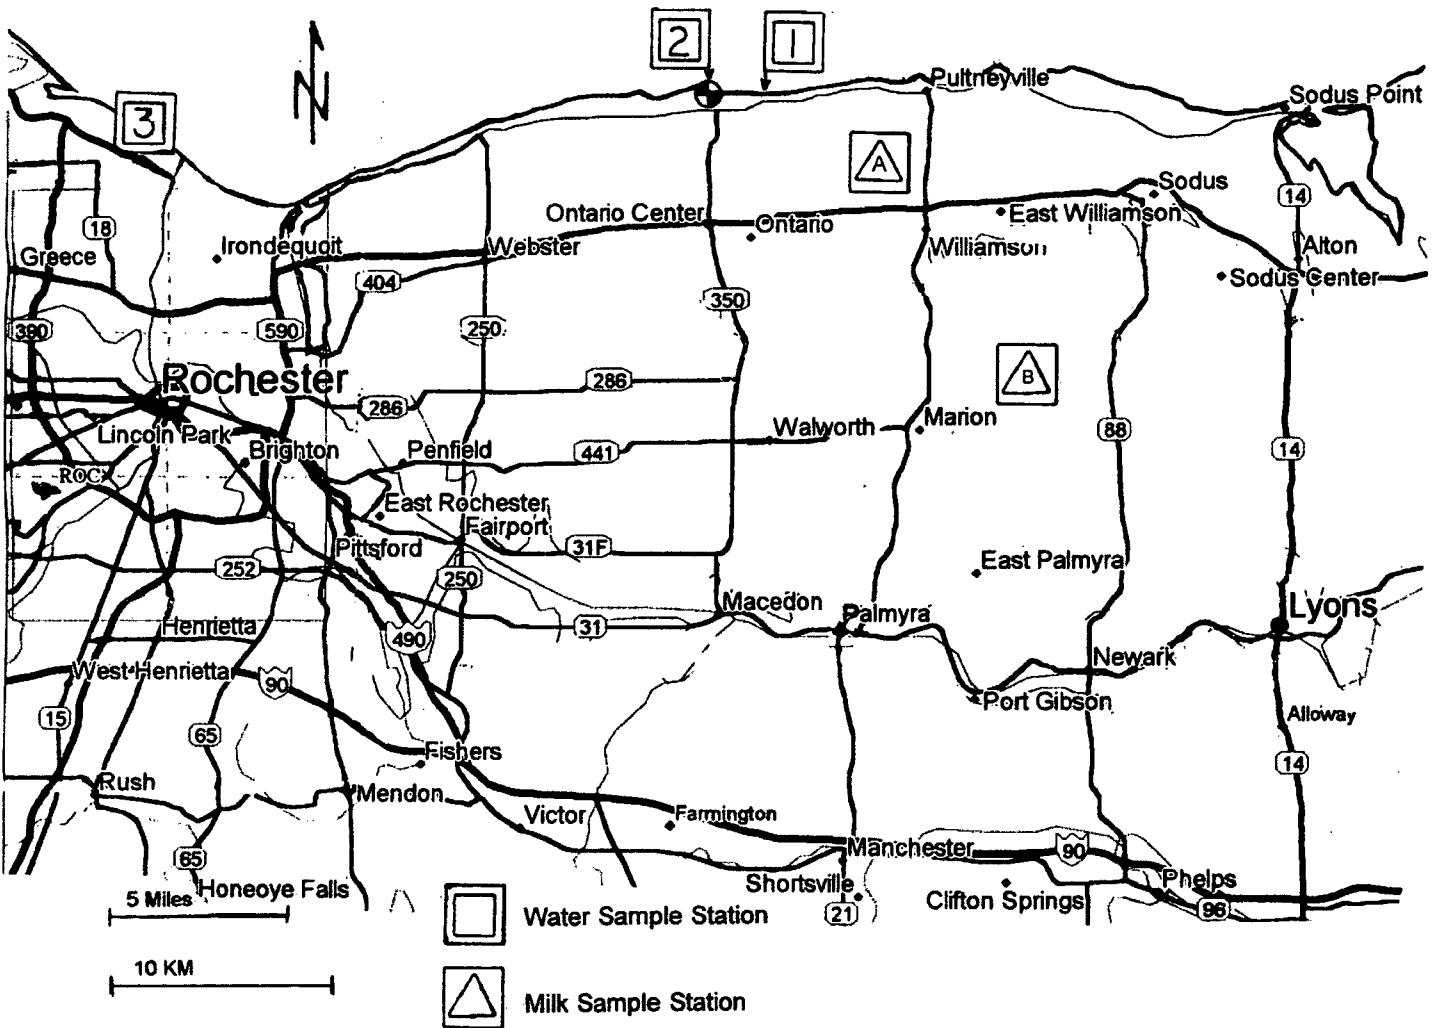 2
1
N
Pultneyville
Sodus Point
3
A
Sodus
14
Ontario Center
East Williamson
18
Ontario
Irondequoit
Webster
Williamson
Alton
Greece
404
Sodus Center
350
390
590
250
Rochester
286
B
286
Lincoln Park
Walworth
Marion
88
Brighton
Penfield
441
14
ROC
East Rochester
Fairport
Pittsford
31F
252
250
East Palmyra
Macedon
Palmyra
Lyons
Henrietta
490
31
West Henrietta
90
Newark
Port Gibson
15
65
Alloway
Fishers
14
Rush
Mendon
Victor
Farmington
65
Manchester
90
Honeoye Falls
Shortsville
Phelps
5 Miles
Clifton Springs
96
21
Water Sample Station
10 KM
Milk Sample Station